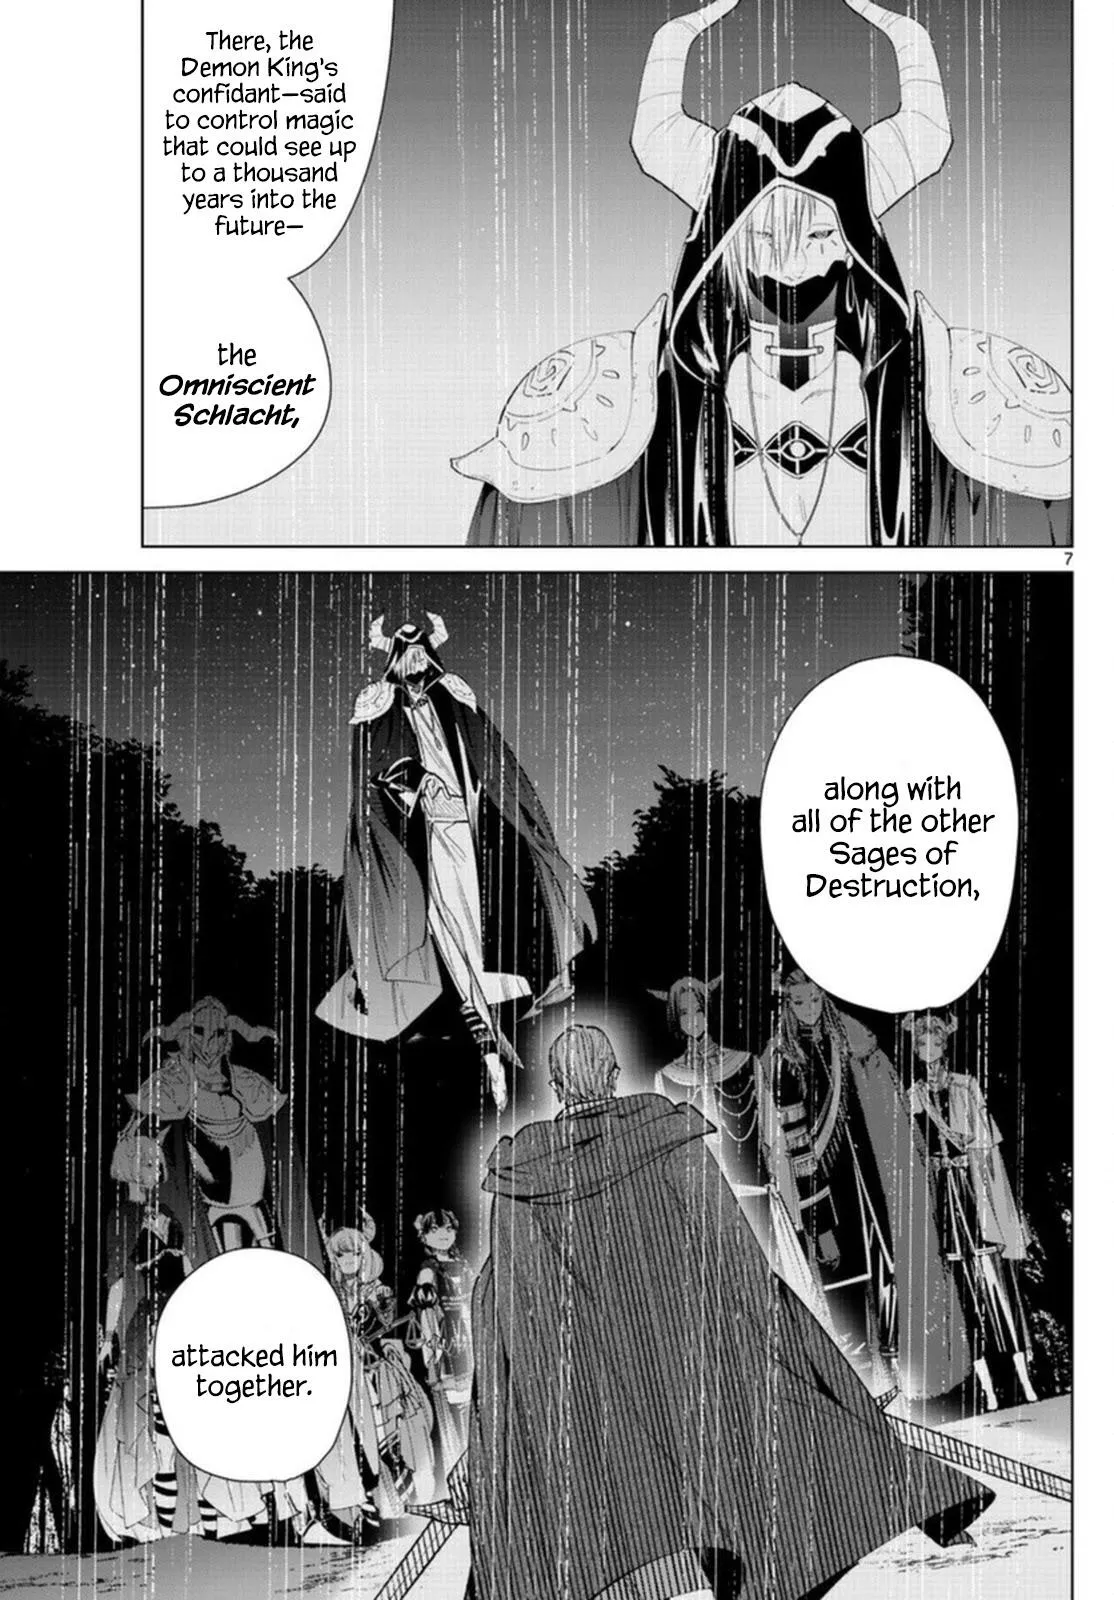 There, the
Demon King's
confidant—said
to control magic
that could see up
to a thousand
years into the
future—
the
Omniscient
Schlacht,
7
along with
all of the other
Sages of
Destruction,
attacked him
together.